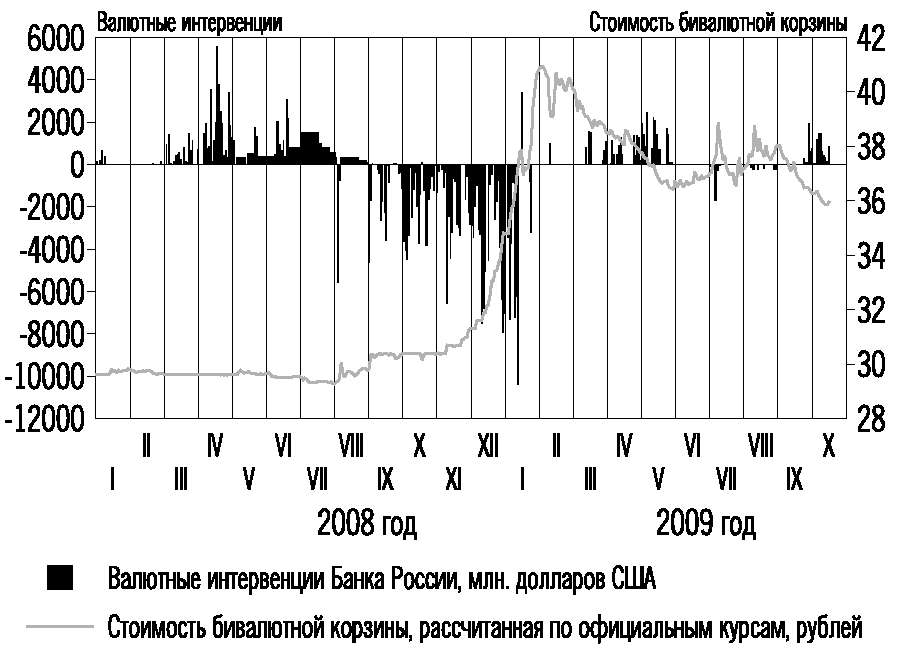 Валютные интервенции Стоимость бивалютной корзины
6000 42
4000 40
2000 38
0
-2000 36
-4000 34
-6000 32
-8000
-10000 30
-12000 28
II IV VI VIII X XII II IV VI VIII X
I III V VII IX XI I III V VII IX
2008 год 2009 год
Валютные интервенции Банка России, млн. долларов США
Стоимость бивалютной корзины, рассчитанная по официальным курсам, рублей